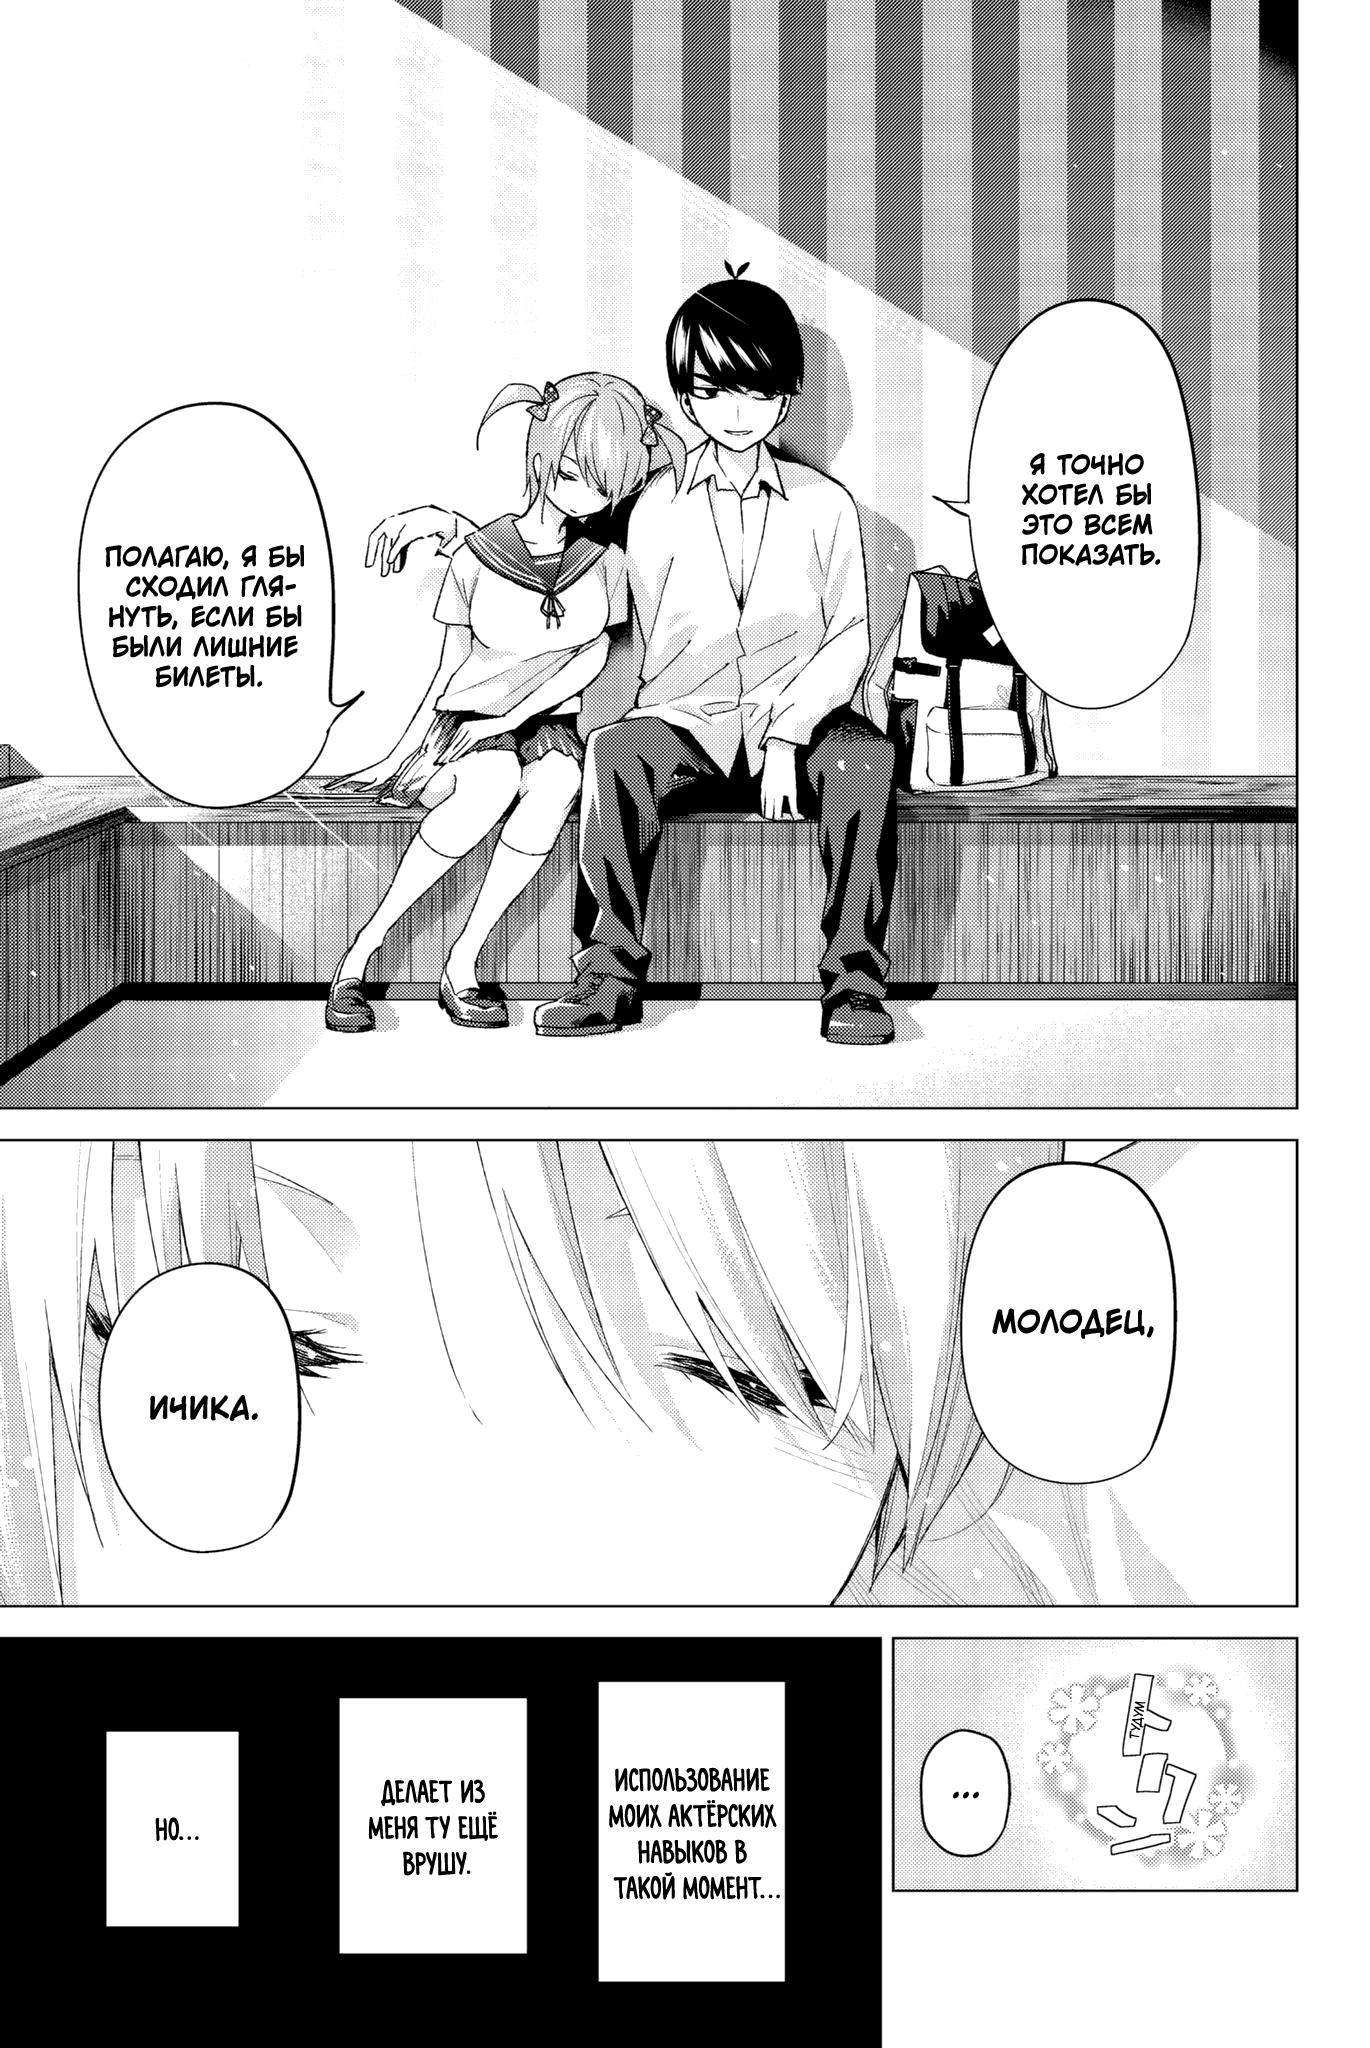 Я ТОЧНО
ХОТЕЛ БЫ
ЭТО ВСЕМ
ПОКАЗАТЬ.
ПОЛАГАЮ, Я БЫ
СХОДИЛ ГЛЯ-
НУТЬ, ЕСЛИ БЫ
БЫЛИ ЛИШНИЕ
БИЛЕТЫ.
МОЛОДЕЦ,
ИЧИКА.
ТУДУМ
...
ИСПОЛЬЗОВАНИЕ
МОИХ АКТЁРСКИХ
НАВЫКОВ В
ТАКОЙ МОМЕНТ...
ДЕЛАЕТ ИЗ
МЕНЯ ТУ ЕЩЁ
ВРУШУ.
НО...